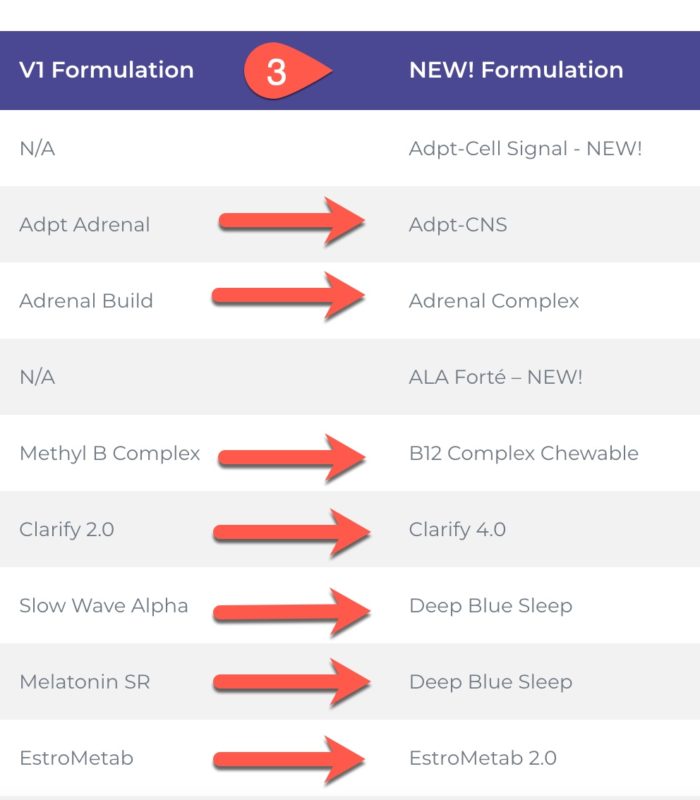 V1 Formulation 3 NEW! Formulation
N/A Adpt-Cell Signal - NEW!
Adpt Adrenal Adpt-CNS
Adrenal Build Adrenal Complex
N/A ALA Forté – NEW!
Methyl B Complex B12 Complex Chewable
Clarify 2.0 Clarify 4.0
Slow Wave Alpha Deep Blue Sleep
Melatonin SR Deep Blue Sleep
EstroMetab EstroMetab 2.0